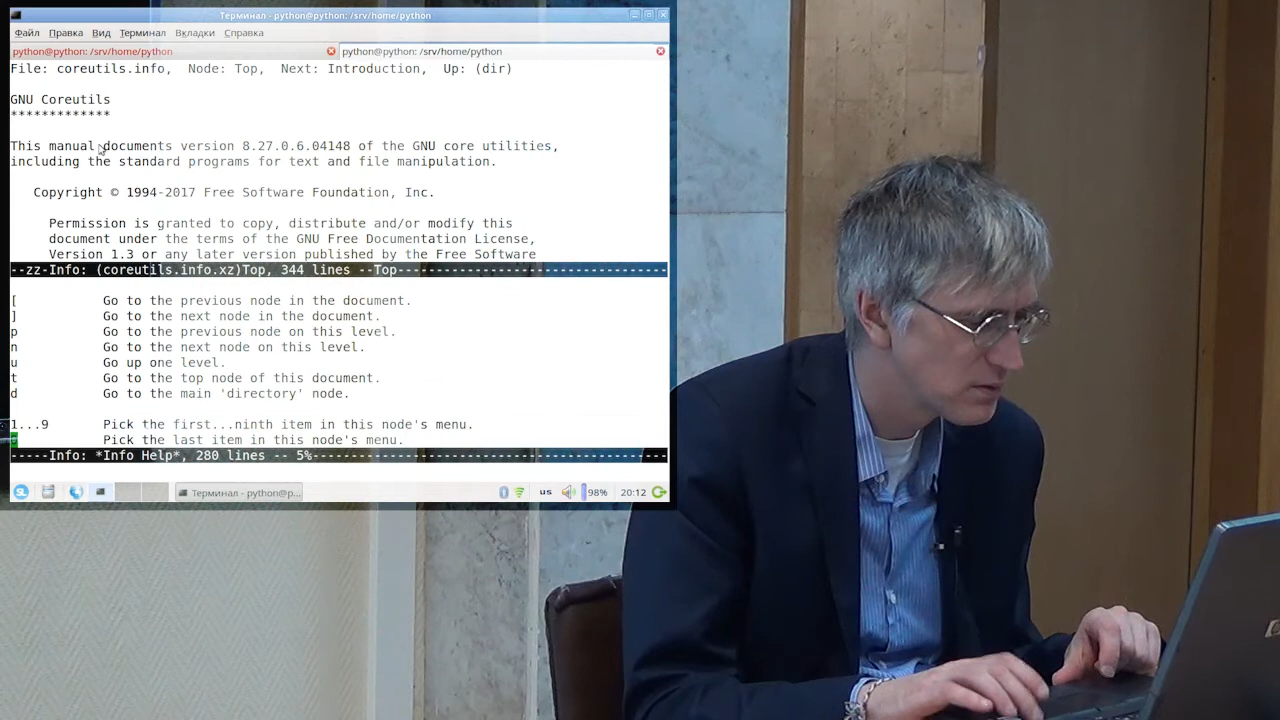 Терминал - python@python: /srv/home/python
Файл Правка Вид Терминал Вкладки Справка
python@python: /srv/home/python python@python: /srv/home/python
File: coreutils.info, Node: Top, Next: Introduction, Up: (dir)
GNU Coreutils
*************
This manual documents version 8.27.0.6.04148 of the GNU core utilities,
including the standard programs for text and file manipulation.
Copyright © 1994-2017 Free Software Foundation, Inc.
Permission is granted to copy, distribute and/or modify this
document under the terms of the GNU Free Documentation License,
Version 1.3 or any later version published by the Free Software
--zz-Info: (coreutils.info.xz)Top, 344 lines --Top-----------------------------------
[ Go to the previous node in the document.
] Go to the next node in the document.
p Go to the previous node on this level.
n Go to the next node on this level.
u Go up one level.
t Go to the top node of this document.
d Go to the main 'directory' node.
1...9 Pick the first...ninth item in this node's menu.
Pick the last item in this node's menu.
-----Info: *Info Help*, 280 lines -- 5%----------------------------------------------
Терминал - python@p... us 98% 20:12